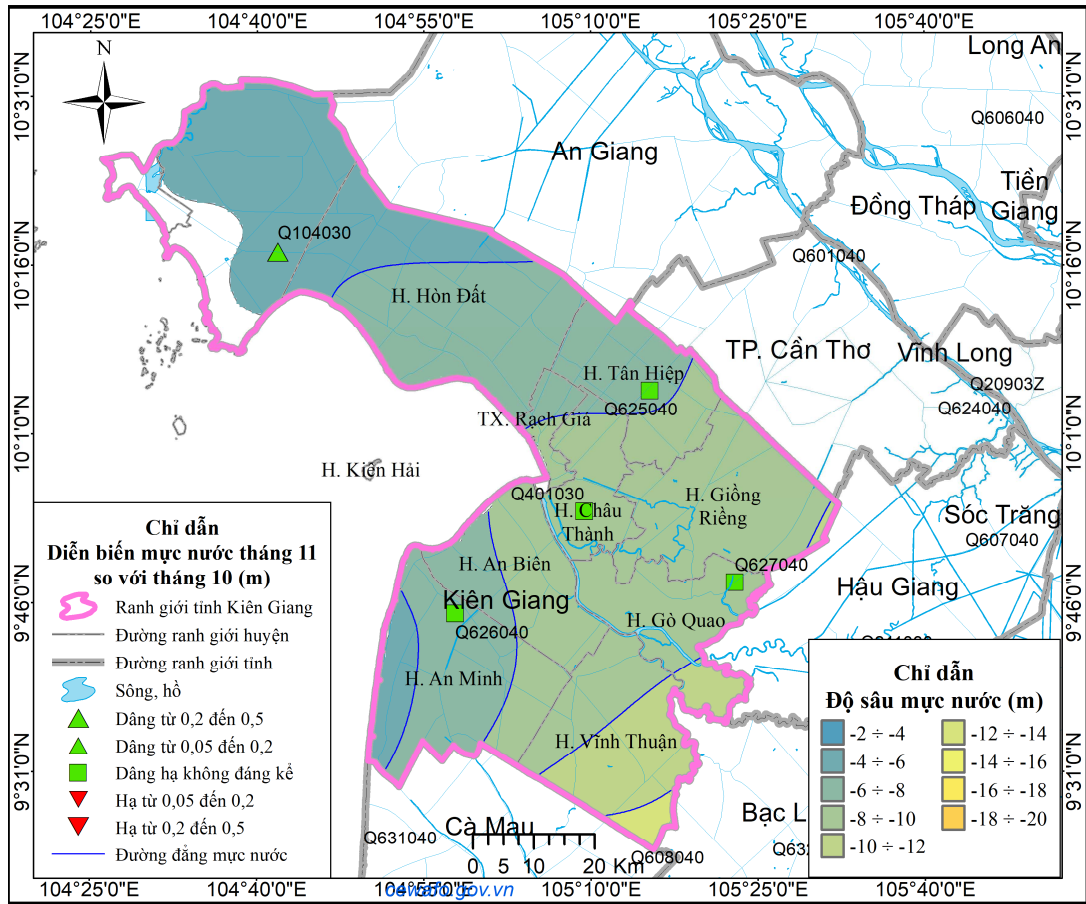 104°25'0"E
104°40'0"E
104°55'0"E
105°10'0"E
105°25'0"E
105°40'0"E
10°31'0"N
10°16'0"N
10°1'0"N
9°46'0"N
9°31'0"N
10°31'0"N
10°16'0"N
10°1'0"N
9°46'0"N
9°31'0"N
N
Long An
Q606040
An Giang
Tiền
Giang
Đồng Tháp
Q104030
Q601040
H. Hòn Đất
TP. Cần Thơ
Vĩnh Long
H. Tân Hiệp
Q20903Z
Q625040
Q624040
TX. Rạch Giá
H. Kiên Hải
Q401030
H. Giồng
Riềng
H. Châu
Thành
Sóc Trăng
Q607040
H. An Biên
Q627040
Hậu Giang
Kiên Giang
Q626040
H. Gò Quao
H. An Minh
H. Vĩnh Thuận
Bạc L
Cà Mau
Q631040
Q608040
0 5 10 20 Km
cewafo.gov.vn
104°25'0"E
104°40'0"E
104°55'0"E
105°10'0"E
105°25'0"E
105°40'0"E
Chỉ dẫn
Diễn biến mực nước tháng 11
so với tháng 10 (m)
Ranh giới tỉnh Kiên Giang
Đường ranh giới huyện
Đường ranh giới tỉnh
Sông, hồ
Dâng từ 0,2 đến 0,5
Dâng từ 0,05 đến 0,2
Dâng hạ không đáng kể
Hạ từ 0,05 đến 0,2
Hạ từ 0,2 đến 0,5
Đường đẳng mực nước
Chỉ dẫn
Độ sâu mực nước (m)
-2 ÷ -4
-4 ÷ -6
-6 ÷ -8
-8 ÷ -10
-10 ÷ -12
-12 ÷ -14
-14 ÷ -16
-16 ÷ -18
-18 ÷ -20